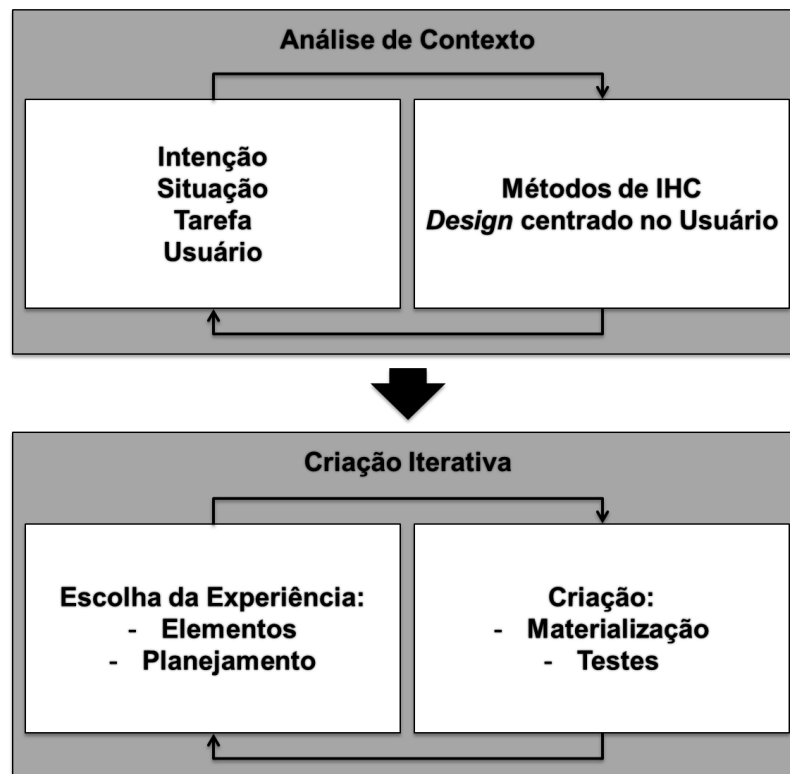 Análise de Contexto
Intenção
Situação
Tarefa
Usuário
Métodos de IHC
Design centrado no Usuário
Criação Iterativa
Escolha da Experiência:
- Elementos
- Planejamento
Criação:
- Materialização
- Testes